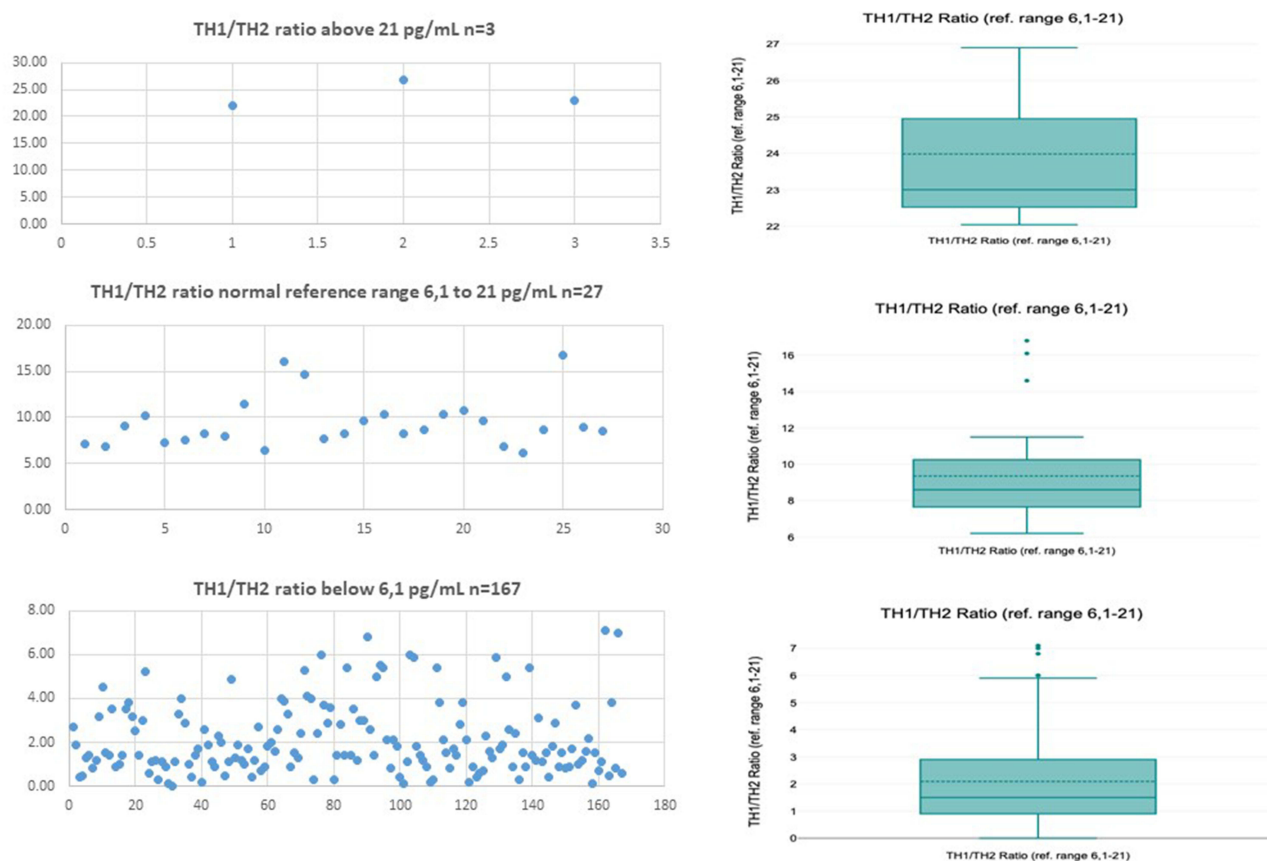 TH1/TH2 ratio above 21 pg/mL n=3
30.00
25.00
20.00
15.00
10.00
5.00
0.00
0 0.5 1 1.5 2 2.5 3 3.5
TH1/TH2 Ratio (ref. range 6,1-21)
TH1/TH2 Ratio (ref. range 6,1-21)
27
26
25
24
23
22
TH1/TH2 Ratio (ref. range 6,1-21)
TH1/TH2 ratio normal reference range 6,1 to 21 pg/mL n=27
20.00
15.00
10.00
5.00
0.00
0 5 10 15 20 25 30
TH1/TH2 Ratio (ref. range 6,1-21)
TH1/TH2 Ratio (ref. range 6,1-21)
16
14
12
10
8
6
TH1/TH2 Ratio (ref. range 6,1-21)
TH1/TH2 ratio below 6,1 pg/mL n=167
8.00
6.00
4.00
2.00
0.00
0 20 40 60 80 100 120 140 160 180
TH1/TH2 Ratio (ref. range 6,1-21)
TH1/TH2 Ratio (ref. range 6,1-21)
7
6
5
4
3
2
1
0
TH1/TH2 Ratio (ref. range 6,1-21)